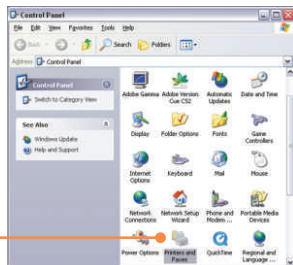 Control Panel
File Edit View Favorites Tools Help
Back Search Folders
Address Control Panel
Control Panel
Switch to Category View
See Also
Windows Update
Help and Support
Adobe Gamma
Adobe Version Cue CS2
Automatic Updates
Date and Time
Display
Folder Options
Fonts
Game Controllers
Internet Options
Keyboard
Mail
Mouse
Network Connections
Network Setup Wizard
Phone and Modem ...
Portable Media Devices
Power Options
Printers and Faxes
QuickTime
Regional and Language ...